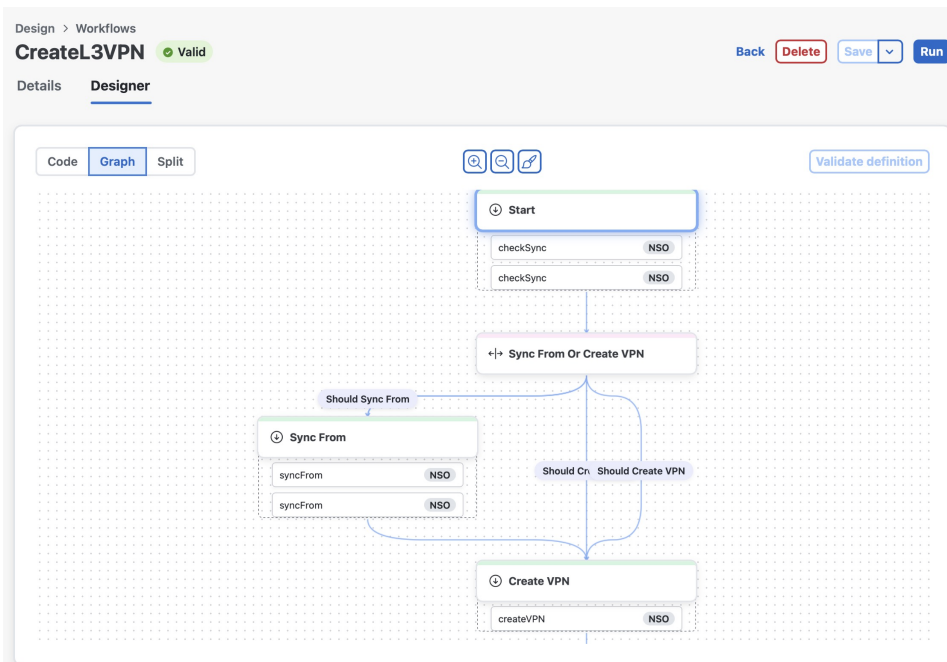 Design > Workflows
CreateL3VPN Valid
Back Delete Save Run
Details Designer
Code Graph Split
Validate definition
Start
checkSync NSO
checkSync NSO
Sync From Or Create VPN
Should Sync From
Sync From
syncFrom NSO
Should Cr Should Create VPN
syncFrom NSO
Create VPN
createVPN NSO